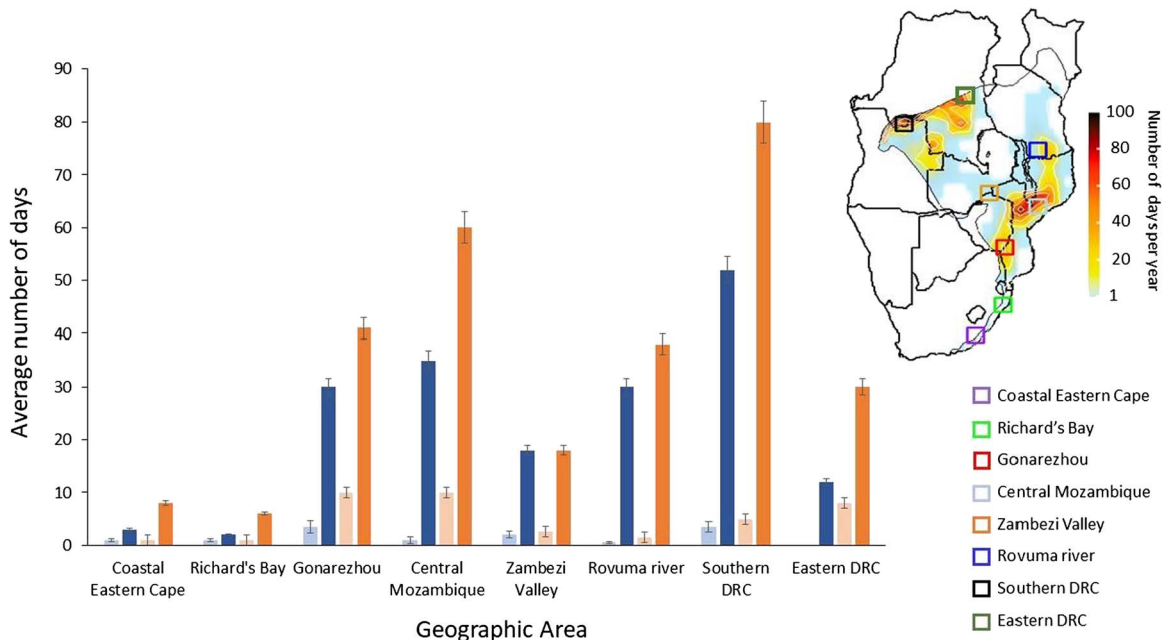 Average number of days
90
80
70
60
50
40
30
20
10
0
Coastal
Eastern Cape
Richard's Bay
Gonarezhou
Central
Mozambique
Zambezi
Valley
Rovuma river
Southern
DRC
Eastern DRC
Geographic Area
100
80
60
40
20
1
Number of days per year
Coastal Eastern Cape
Richard's Bay
Gonarezhou
Central Mozambique
Zambezi Valley
Rovuma river
Southern DRC
Eastern DRC